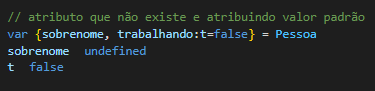 // atributo que não existe e atribuindo valor padrão
var {sobrenome, trabalhando:t=false} = Pessoa
sobrenome  undefined
t  false